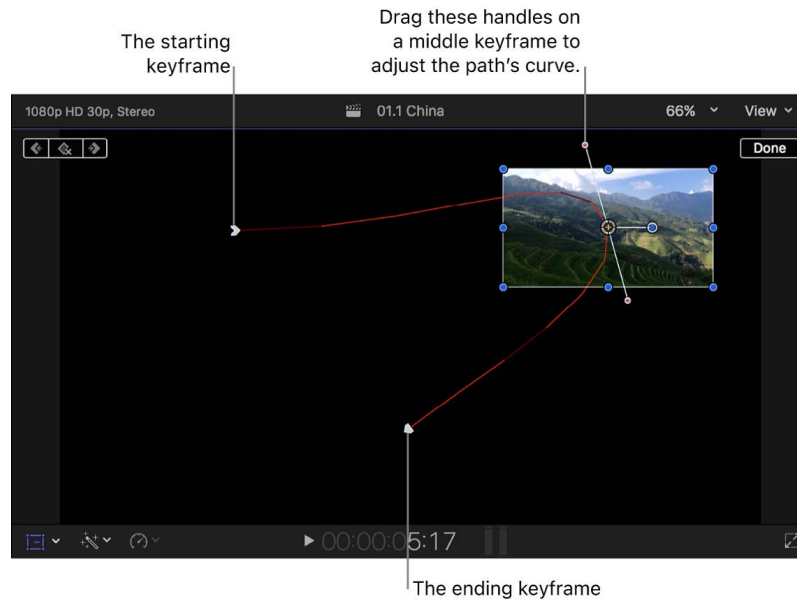 The starting
keyframe
Drag these handles on
a middle keyframe to
adjust the path's curve.
1080p HD 30p, Stereo
01.1 China
66%
View
Done
00:00:05:17
The ending keyframe